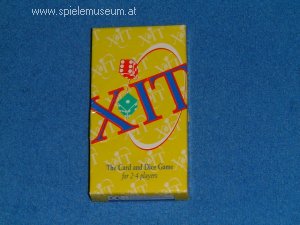 www.spielemuseum.at
XIT
The Card and Dice Game
for 2-4 players